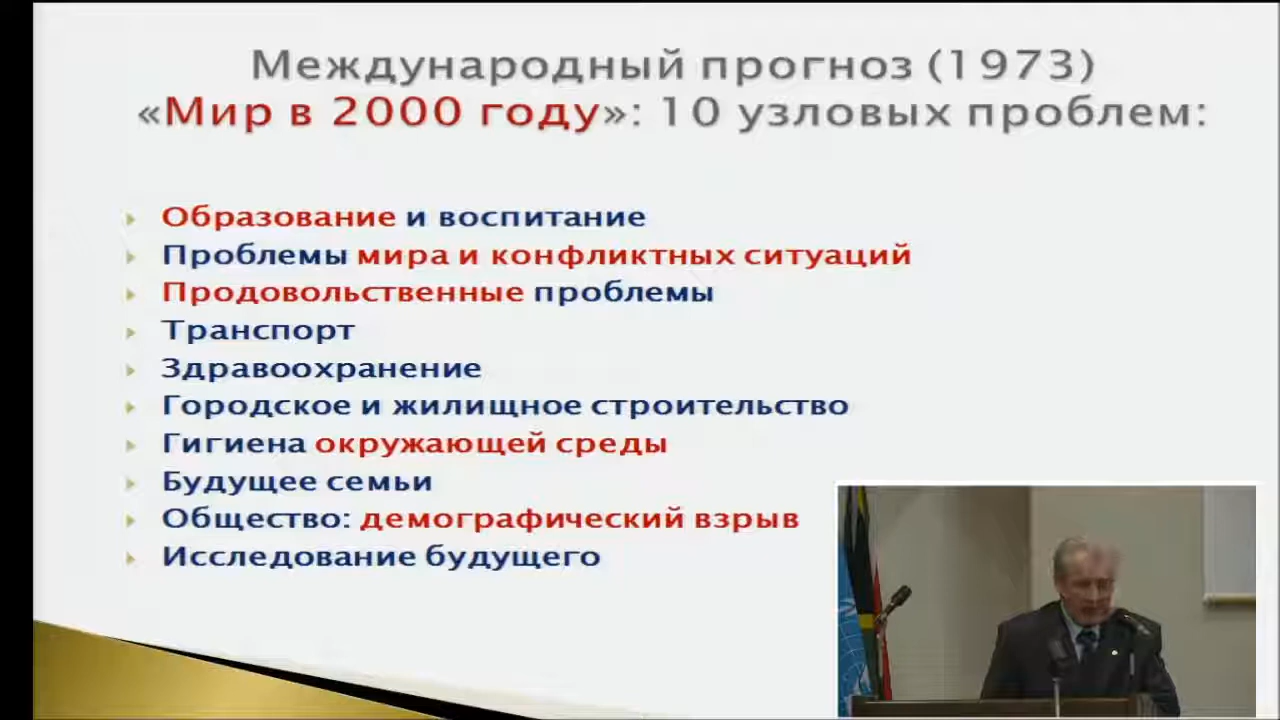 Международный прогноз (1973)
«Мир в 2000 году»: 10 узловых проблем:
Образование и воспитание
Проблемы мира и конфликтных ситуаций
Продовольственные проблемы
Транспорт
Здравоохранение
Городское и жилищное строительство
Гигиена окружающей среды
Будущее семьи
Общество: демографический взрыв
Исследование будущего